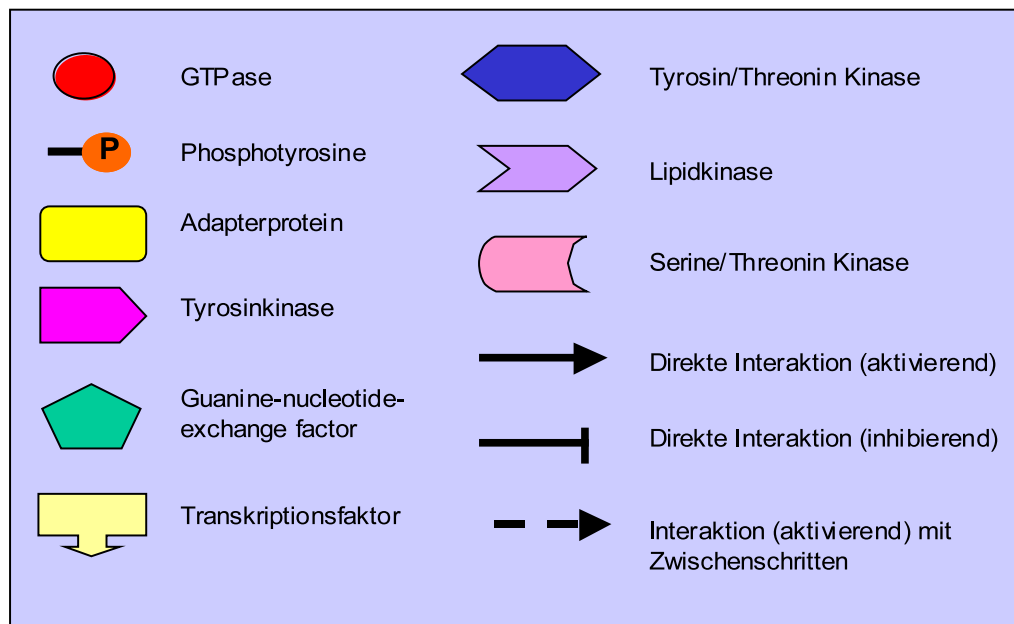 GTPase
P
Phosphotyrosine
Adapterprotein
Tyrosinkinase
Guanine-nucleotide-
exchange factor
Transkriptionsfaktor
Tyrosin/Threonin Kinase
Lipidkinase
Serine/Threonin Kinase
Direkte Interaktion (aktivierend)
Direkte Interaktion (inhibierend)
Interaktion (aktivierend) mit
Zwischenschritten